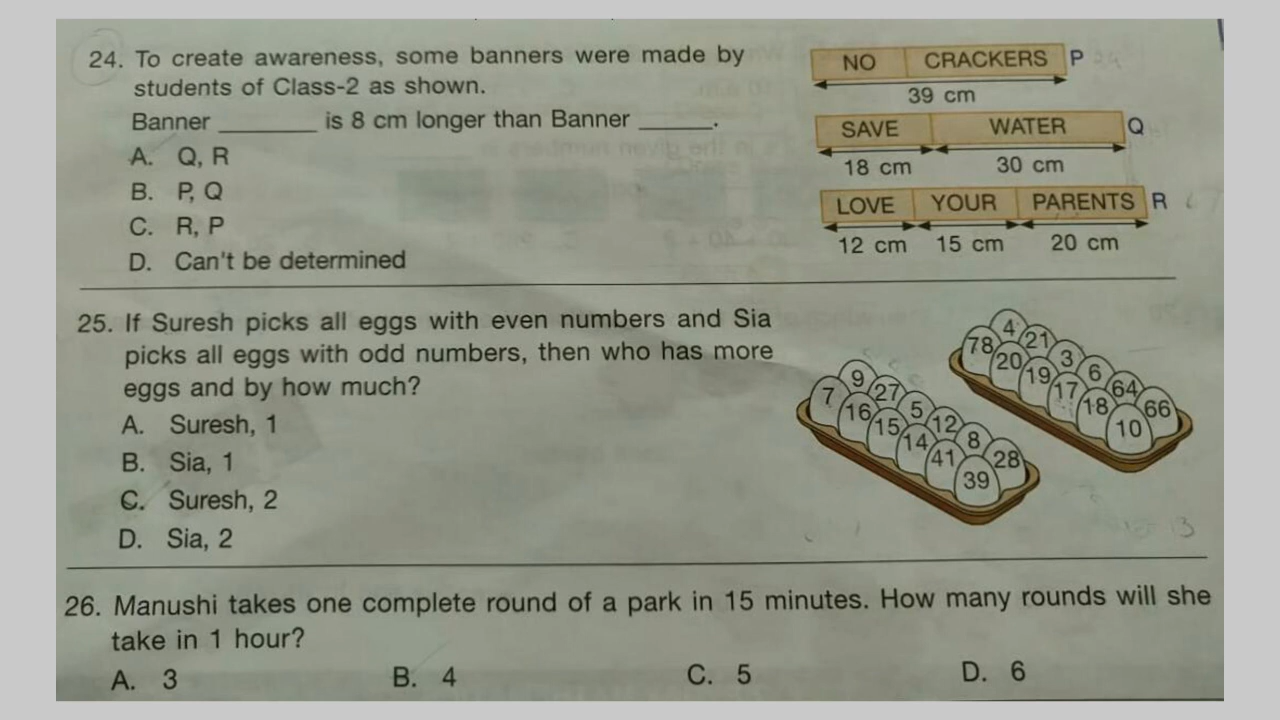 24. To create awareness, some banners were made by
students of Class-2 as shown.
Banner ________ is 8 cm longer than Banner ______.
A. Q, R
B. P, Q
C. R, P
D. Can't be determined
NO CRACKERS P
39 cm
SAVE WATER Q
18 cm 30 cm
LOVE YOUR PARENTS R
12 cm 15 cm 20 cm
25. If Suresh picks all eggs with even numbers and Sia
picks all eggs with odd numbers, then who has more
eggs and by how much?
A. Suresh, 1
B. Sia, 1
C. Suresh, 2
D. Sia, 2
9 27 5 12 8 28
7 16 15 14 41 39
4 21 3 6 64 66
78 20 19 17 18 10
26. Manushi takes one complete round of a park in 15 minutes. How many rounds will she
take in 1 hour?
A. 3 B. 4 C. 5 D. 6